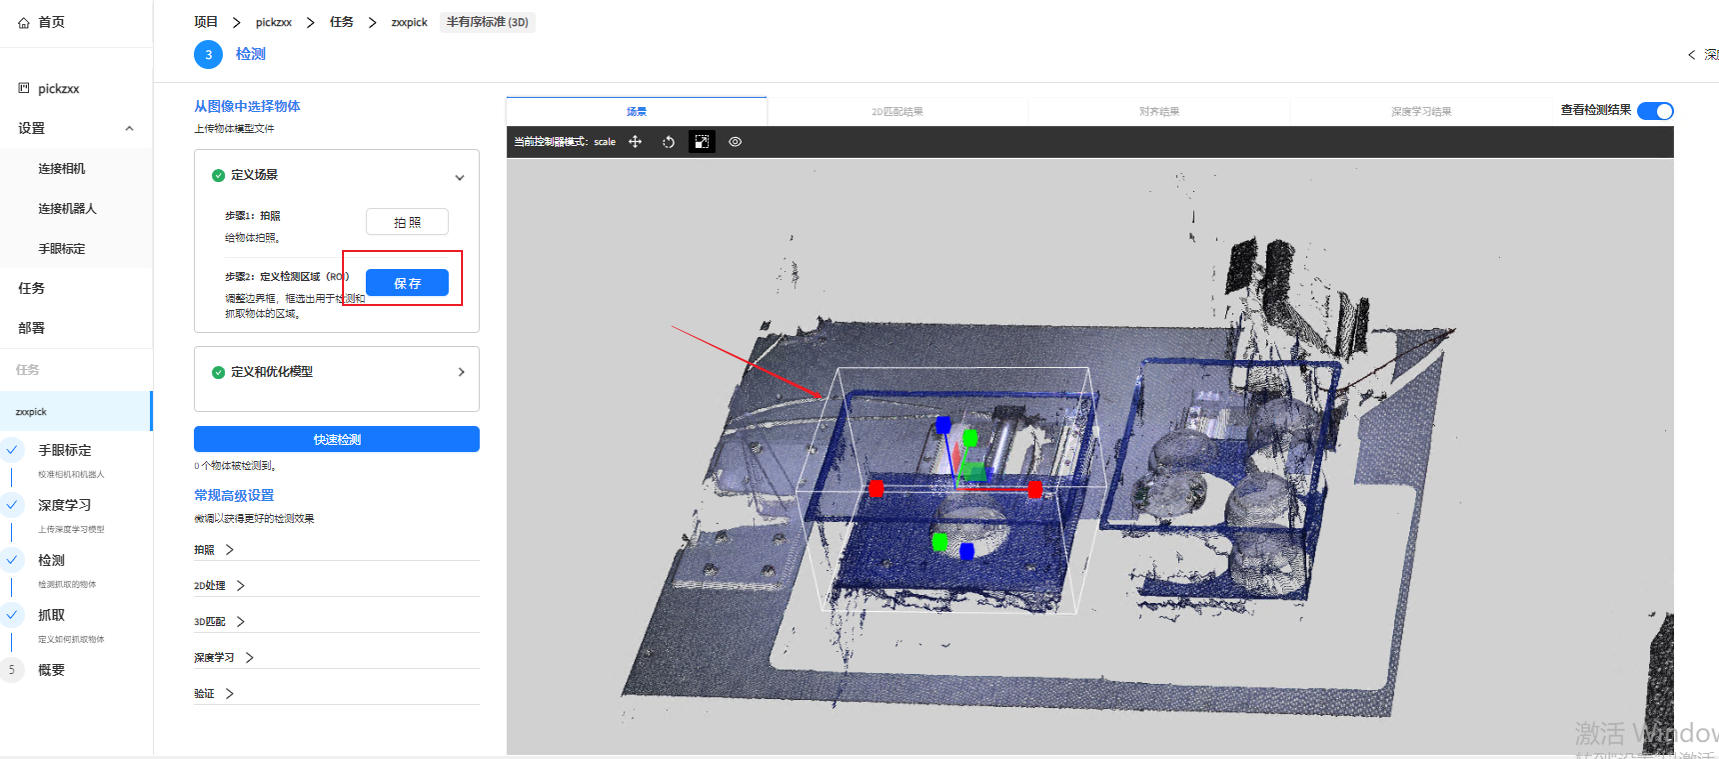 首页
项目 pickzxx 任务 zxxpick 半有序标准 (3D)
3 检测
pickzxx
设置
连接相机
连接机器人
手眼标定
任务
部署
任务
zxxpick
手眼标定
校准相机和机器人
深度学习
上传深度学习模型
检测
检测抓取的物体
抓取
定义如何抓取物体
5 概要
从图像中选择物体
上传物体模型文件
定义场景
步骤1：拍照
给物体拍照。
拍 照
步骤2：定义检测区域（ROI）
调整边界框，框选出用于检测和
抓取物体的区域。
保 存
定义和优化模型
快速检测
0 个物体被检测到。
常规高级设置
微调以获得更好的检测效果
拍照
2D处理
3D匹配
深度学习
验证
场景 2D匹配结果 对齐结果 深度学习结果 查看检测结果
当前控制器模式：scale
激活 Window